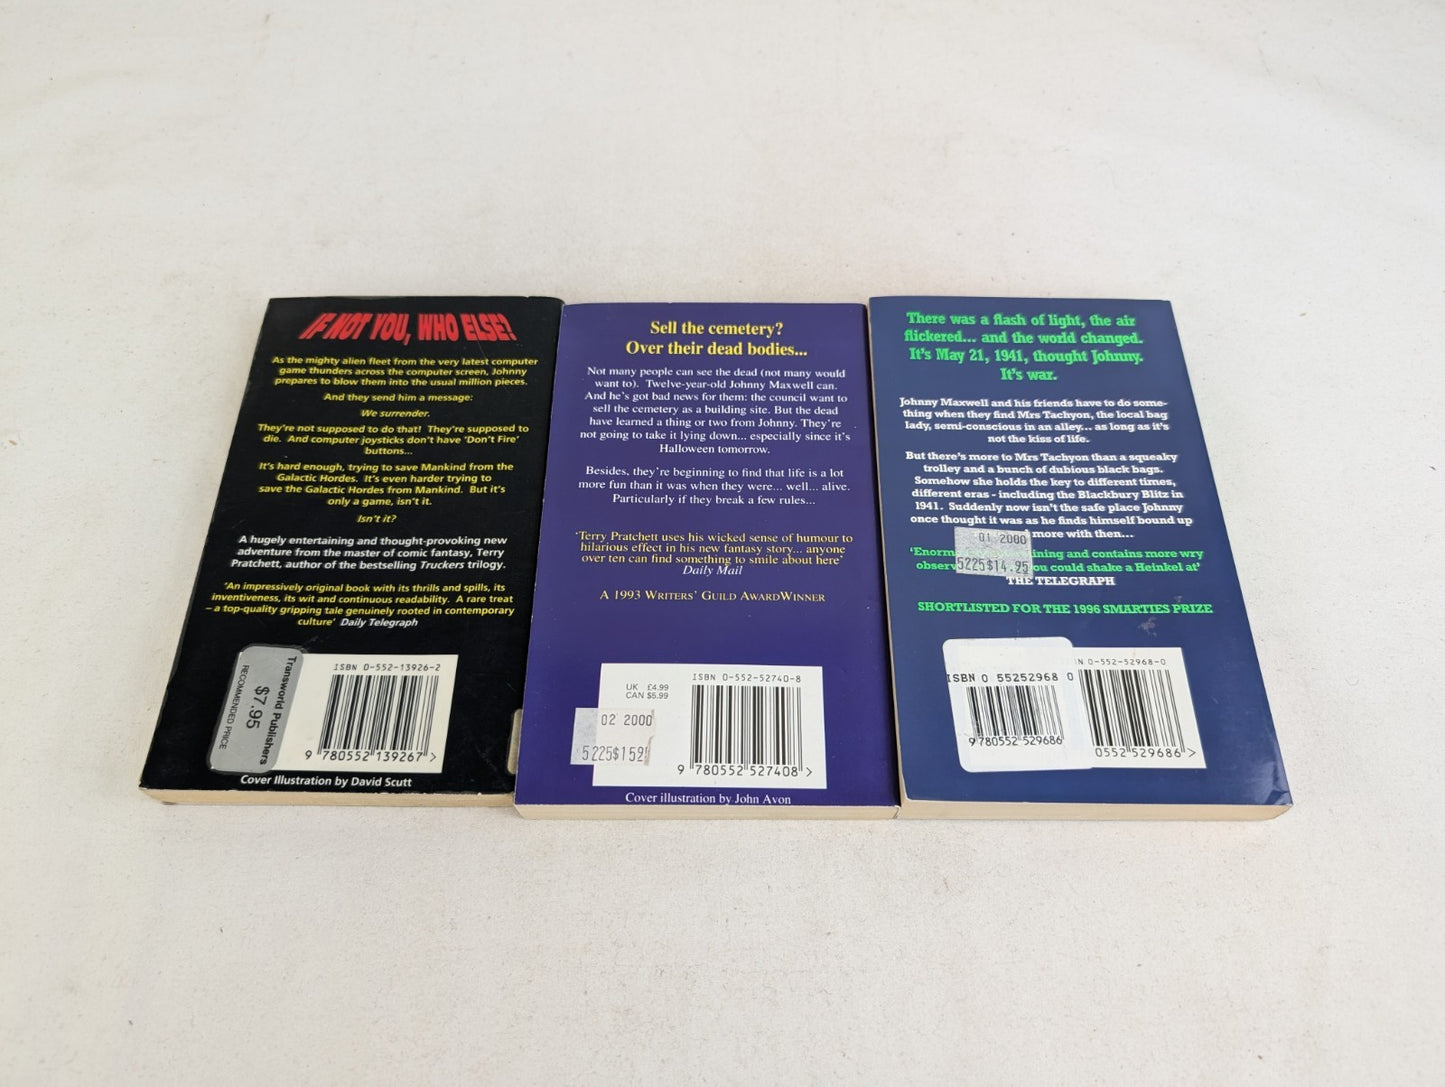 IF NOT YOU, WHO ELSE?
As the mighty alien fleet from the very latest computer
game thunders across the computer screen, Johnny
prepares to blow them into the usual million pieces.
And they send him a message:
We surrender.
They're not supposed to do that! They're supposed to
die. And computer joysticks don't have 'Don't Fire'
buttons...
It's hard enough, trying to save Mankind from the
Galactic Hordes. It's even harder trying to
save the Galactic Hordes from Mankind. But it's
only a game, isn't it.
Isn't it?
A hugely entertaining and thought-provoking new
adventure from the master of comic fantasy, Terry
Pratchett, author of the bestselling Truckers trilogy.
'An impressively original book with its thrills and spills, its
inventiveness, its wit and continuous readability. A rare treat
– a top-quality gripping tale genuinely rooted in contemporary
culture' Daily Telegraph
Transworld Publishers
$7.95
RECOMMENDED PRICE
ISBN 0-552-13926-2
9 780552 139267 >
Cover Illustration by David Scutt
Sell the cemetery?
Over their dead bodies...
Not many people can see the dead (not many would
want to). Twelve-year-old Johnny Maxwell can.
And he's got bad news for them: the council want to
sell the cemetery as a building site. But the dead
have learned a thing or two from Johnny. They're
not going to take it lying down... especially since it's
Halloween tomorrow.
Besides, they're beginning to find that life is a lot
more fun than it was when they were... well... alive.
Particularly if they break a few rules...
'Terry Pratchett uses his wicked sense of humour to
hilarious effect in his new fantasy story... anyone
over ten can find something to smile about here'
Daily Mail
A 1993 WRITERS' GUILD AWARDWINNER
UK £4.99
CAN $5.99
02 2000
5225$159
ISBN 0-552-52740-8
9 780552 527408 >
Cover illustration by John Avon
There was a flash of light, the air
flickered... and the world changed.
It's May 21, 1941, thought Johnny.
It's war.
Johnny Maxwell and his friends have to do some-
thing when they find Mrs Tachyon, the local bag
lady, semi-conscious in an alley... as long as it's
not the kiss of life.
But there's more to Mrs Tachyon than a squeaky
trolley and a bunch of dubious black bags.
Somehow she holds the key to different times,
different eras - including the Blackbury Blitz in
1941. Suddenly now isn't the safe place Johnny
once thought it was as he finds himself bound up
more with then...
01 2000
5225$14.95
'Enorm ining and contains more wry
observ ou could shake a Heinkel at'
THE TELEGRAPH
SHORTLISTED FOR THE 1996 SMARTIES PRIZE
ISBN 0 55252968 0
9 780552 529686
N 0-552-52968-0
0552 529686 >